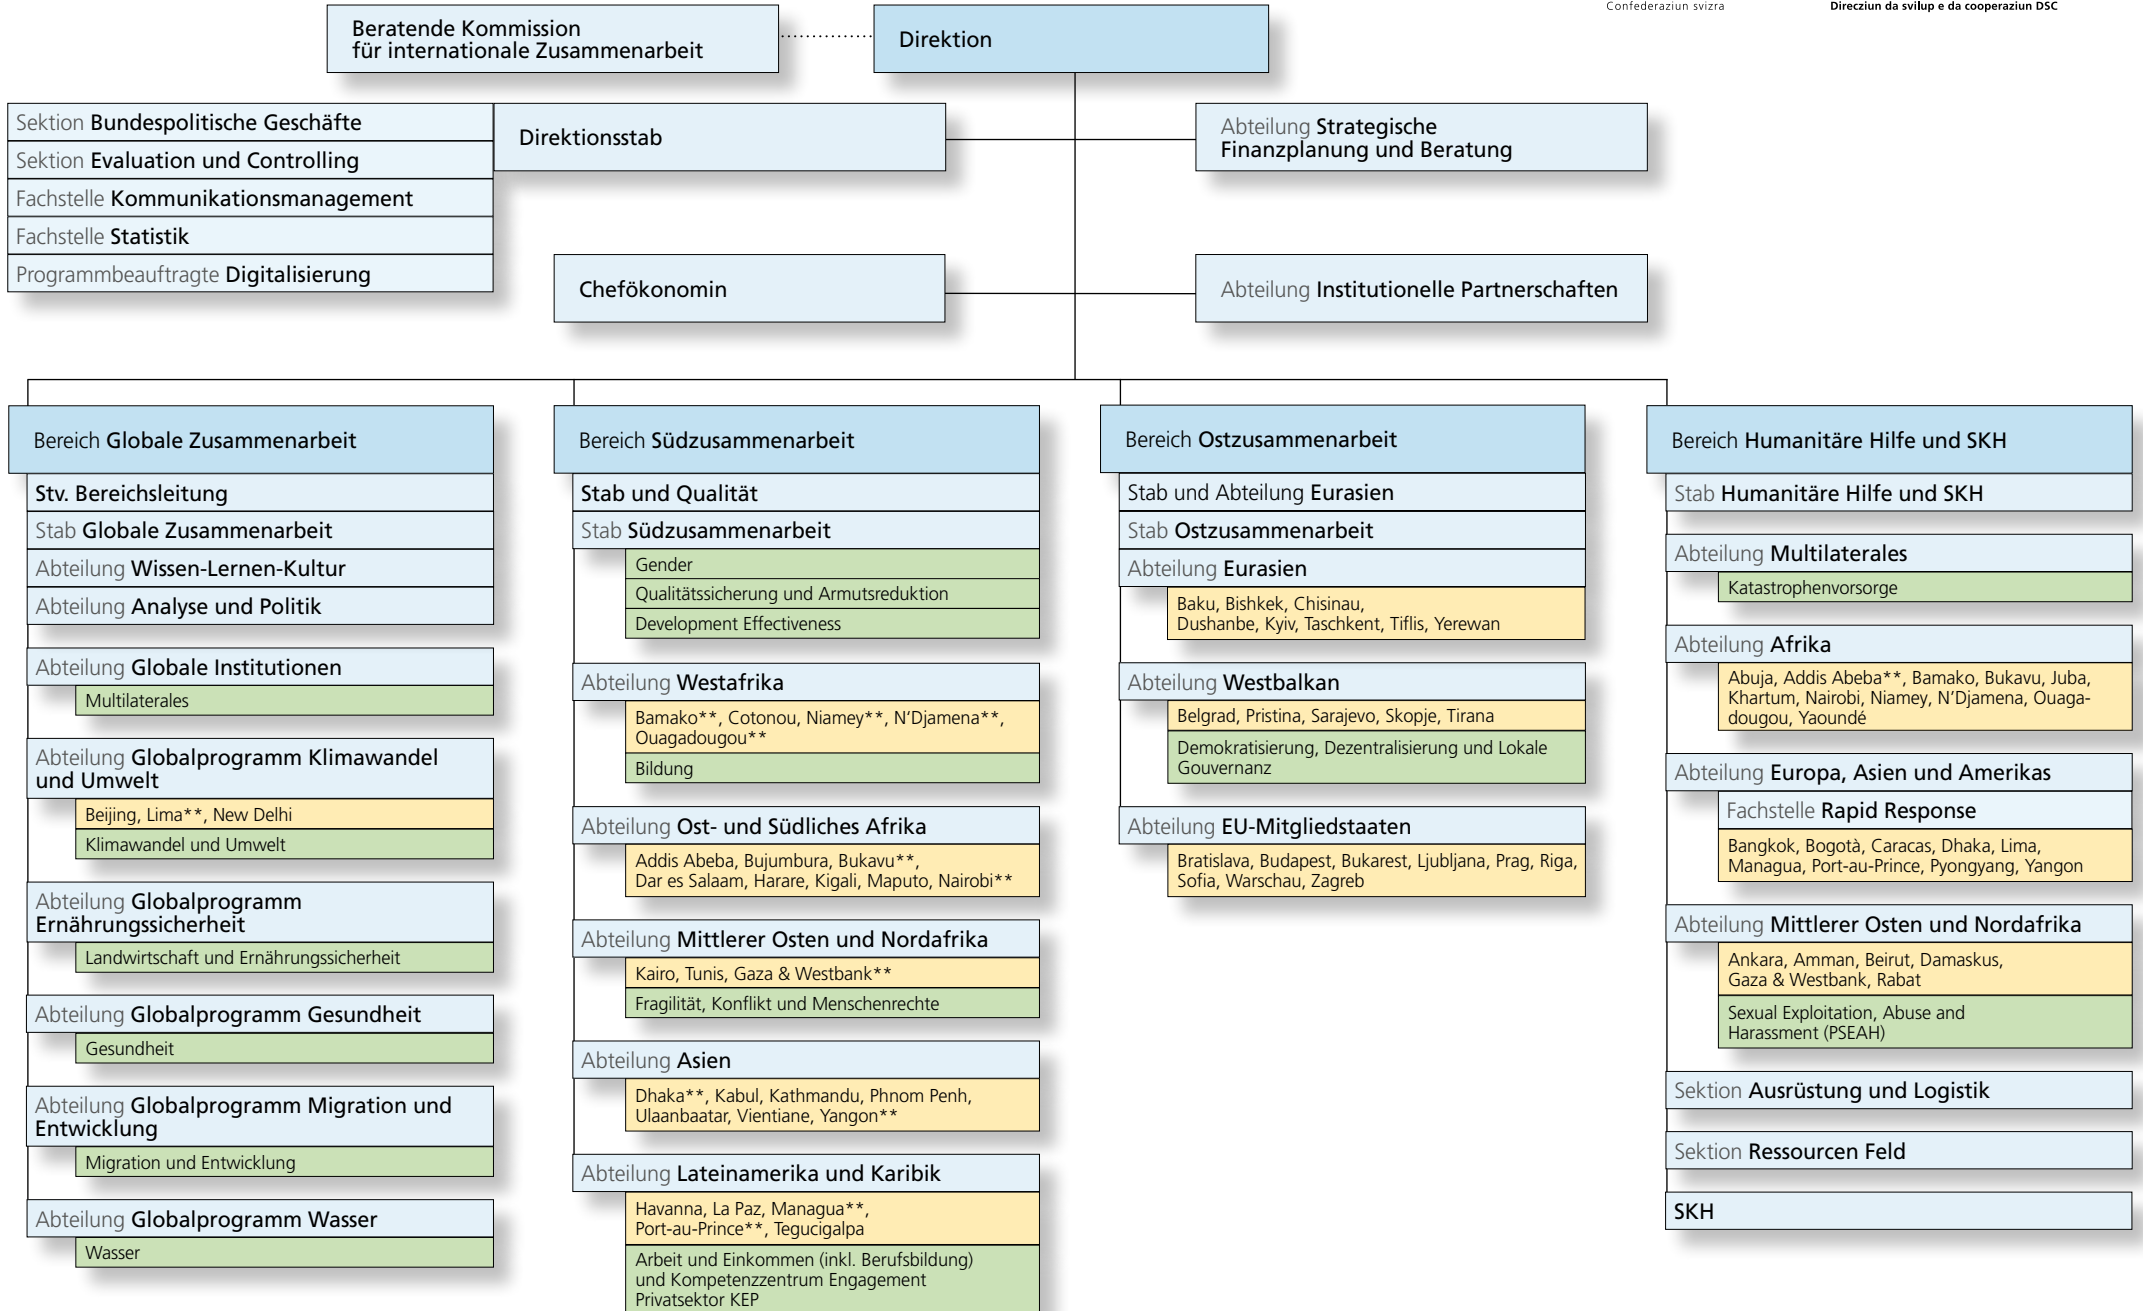 Confederaziun svizra
Direcziun da svilup e da cooperaziun DSC
Beratende Kommission
für internationale Zusammenarbeit
Direktion
Sektion Bundespolitische Geschäfte
Sektion Evaluation und Controlling
Fachstelle Kommunikationsmanagement
Fachstelle Statistik
Programmbeauftragte Digitalisierung
Direktionsstab
Abteilung Strategische
Finanzplanung und Beratung
Chefökonomin
Abteilung Institutionelle Partnerschaften
Bereich Globale Zusammenarbeit
Stv. Bereichsleitung
Stab Globale Zusammenarbeit
Abteilung Wissen-Lernen-Kultur
Abteilung Analyse und Politik
Abteilung Globale Institutionen
Multilaterales
Abteilung Globalprogramm Klimawandel
und Umwelt
Beijing, Lima**, New Delhi
Klimawandel und Umwelt
Abteilung Globalprogramm
Ernährungssicherheit
Landwirtschaft und Ernährungssicherheit
Abteilung Globalprogramm Gesundheit
Gesundheit
Abteilung Globalprogramm Migration und
Entwicklung
Migration und Entwicklung
Abteilung Globalprogramm Wasser
Wasser
Bereich Südzusammenarbeit
Stab und Qualität
Stab Südzusammenarbeit
Gender
Qualitätssicherung und Armutsreduktion
Development Effectiveness
Abteilung Westafrika
Bamako**, Cotonou, Niamey**, N'Djamena**,
Ouagadougou**
Bildung
Abteilung Ost- und Südliches Afrika
Addis Abeba, Bujumbura, Bukavu**,
Dar es Salaam, Harare, Kigali, Maputo, Nairobi**
Abteilung Mittlerer Osten und Nordafrika
Kairo, Tunis, Gaza & Westbank**
Fragilität, Konflikt und Menschenrechte
Abteilung Asien
Dhaka**, Kabul, Kathmandu, Phnom Penh,
Ulaanbaatar, Vientiane, Yangon**
Abteilung Lateinamerika und Karibik
Havanna, La Paz, Managua**,
Port-au-Prince**, Tegucigalpa
Arbeit und Einkommen (inkl. Berufsbildung)
und Kompetenzzentrum Engagement
Privatsektor KEP
Bereich Ostzusammenarbeit
Stab und Abteilung Eurasien
Stab Ostzusammenarbeit
Abteilung Eurasien
Baku, Bishkek, Chisinau,
Dushanbe, Kyiv, Taschkent, Tiflis, Yerewan
Abteilung Westbalkan
Belgrad, Pristina, Sarajevo, Skopje, Tirana
Demokratisierung, Dezentralisierung und Lokale
Gouvernanz
Abteilung EU-Mitgliedstaaten
Bratislava, Budapest, Bukarest, Ljubljana, Prag, Riga,
Sofia, Warschau, Zagreb
Bereich Humanitäre Hilfe und SKH
Stab Humanitäre Hilfe und SKH
Abteilung Multilaterales
Katastrophenvorsorge
Abteilung Afrika
Abuja, Addis Abeba**, Bamako, Bukavu, Juba,
Khartum, Nairobi, Niamey, N'Djamena, Ouaga-
dougou, Yaoundé
Abteilung Europa, Asien und Amerikas
Fachstelle Rapid Response
Bangkok, Bogotà, Caracas, Dhaka, Lima,
Managua, Port-au-Prince, Pyongyang, Yangon
Abteilung Mittlerer Osten und Nordafrika
Ankara, Amman, Beirut, Damaskus,
Gaza & Westbank, Rabat
Sexual Exploitation, Abuse and
Harassment (PSEAH)
Sektion Ausrüstung und Logistik
Sektion Ressourcen Feld
SKH